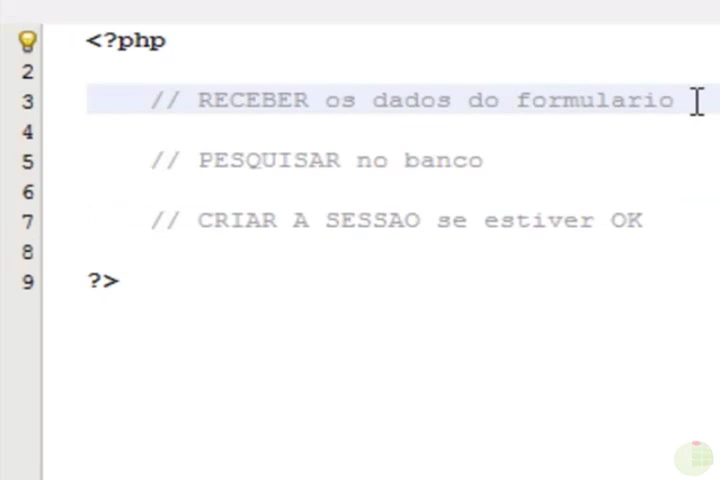 <?php
2
3 // RECEBER os dados do formulario
4
5 // PESQUISAR no banco
6
7 // CRIAR A SESSAO se estiver OK
8
9 ?>